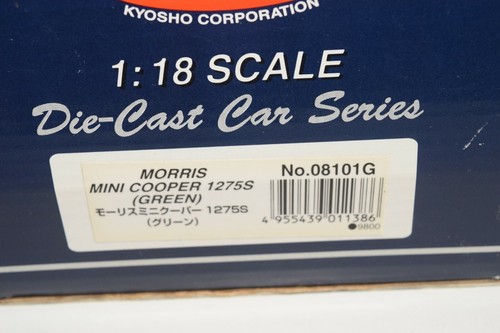 KYOSHO CORPORATION
1:18 SCALE
Die-Cast Car Series
MORRIS
MINI COOPER 1275S
(GREEN)
モーリスミニクーパー 1275S
(グリーン)
No.08101G
4 955439 011386
●9800